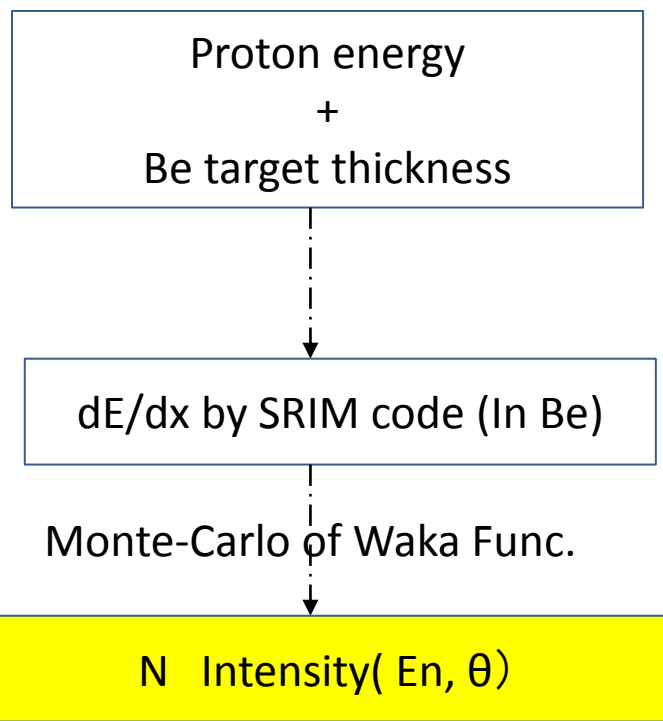 Proton energy
+
Be target thickness
dE/dx by SRIM code (In Be)
Monte-Carlo of Waka Func.
N Intensity( En, θ）